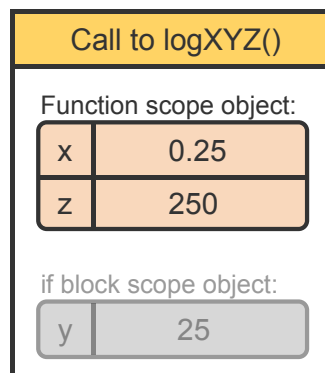 Call to logXYZ()
Function scope object:
x 0.25
z 250
if block scope object:
y 25